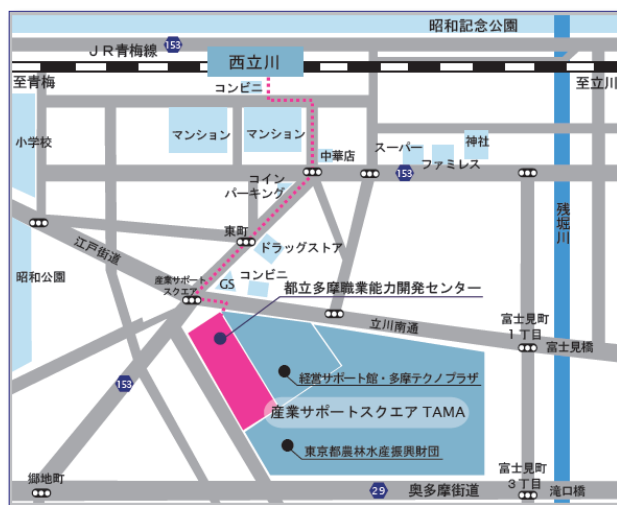 昭和記念公園
153
JR青梅線
西立川
至青梅
至立川
コンビニ
小学校
マンション
マンション
中華店
スーパー
神社
ファミレス
153
コイン
パーキング
残堀川
東町
ドラッグストア
江戸街道
昭和公園
産業サポート
スクエア
GS
コンビニ
都立多摩職業能力開発センター
立川南通
富士見町
1丁目
富士見橋
153
経営サポート館・多摩テクノプラザ
産業サポートスクエア TAMA
東京都農林水産振興財団
郷地町
29
奥多摩街道
富士見町
3丁目
滝口橋